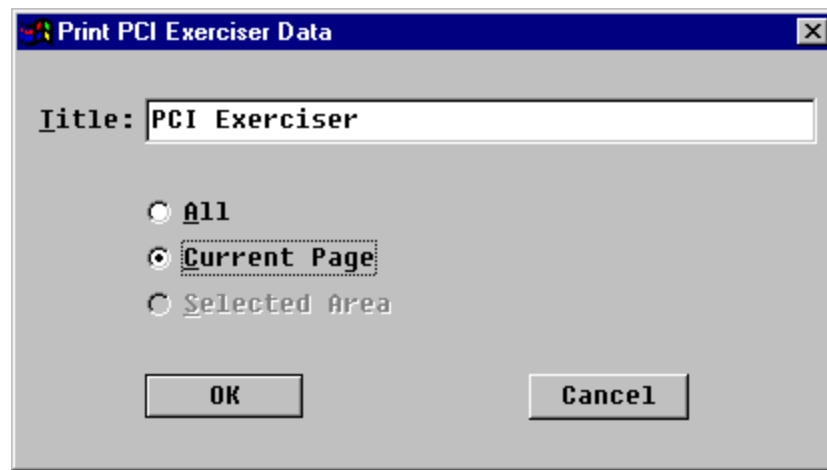 Print PCI Exerciser Data
Title: PCI Exerciser
All
Current Page
Selected Area
OK Cancel